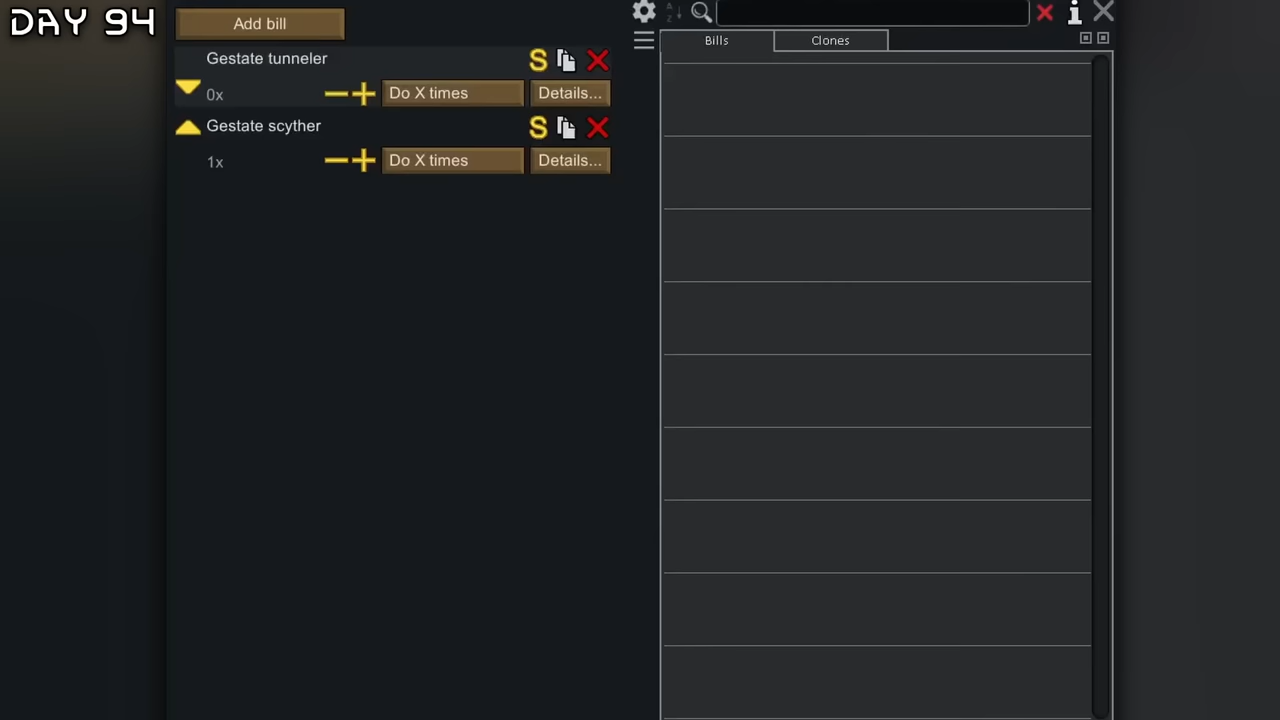 DAY 94
Add bill
Gestate tunneler S
0x Do X times Details...
Gestate scyther S
1x Do X times Details...
Bills Clones